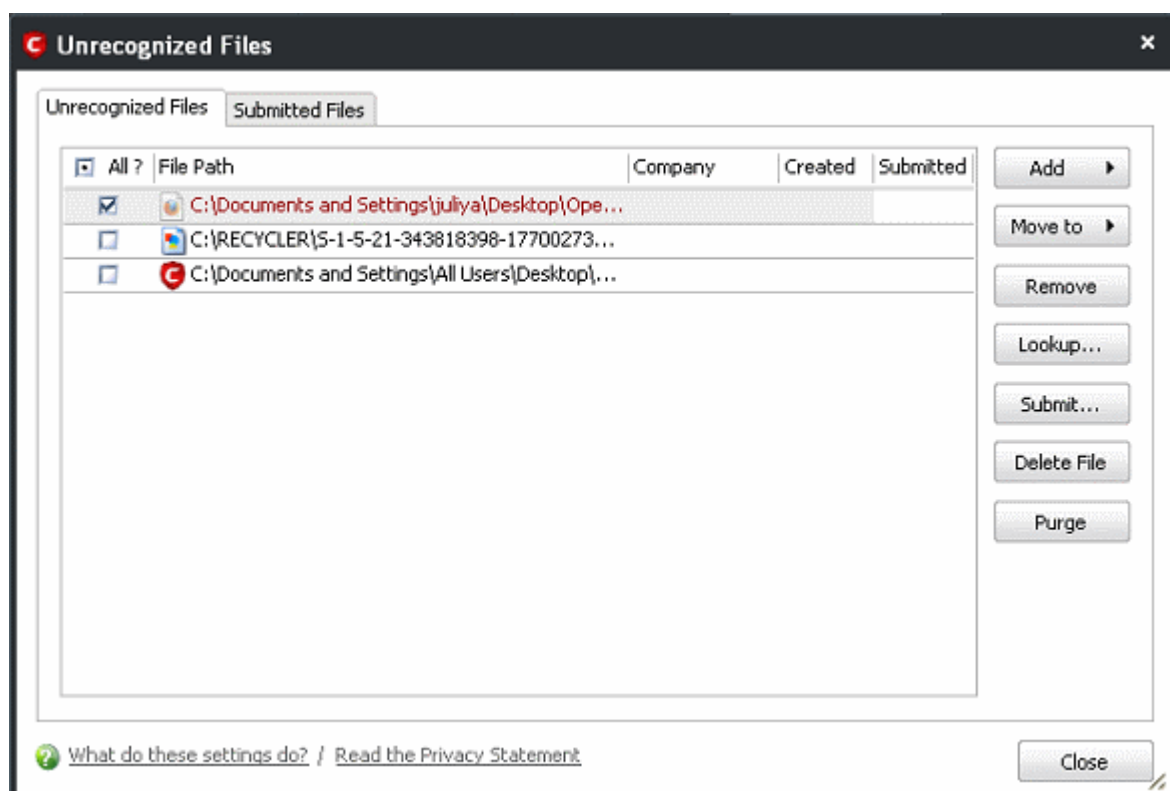 Unrecognized Files
Unrecognized Files
Submitted Files
All ? File Path Company Created Submitted
C:\Documents and Settings\juliya\Desktop\Ope...
C:\RECYCLER\S-1-5-21-343818398-17700273...
C:\Documents and Settings\All Users\Desktop\...
Add
Move to
Remove
Lookup...
Submit...
Delete File
Purge
What do these settings do? / Read the Privacy Statement
Close